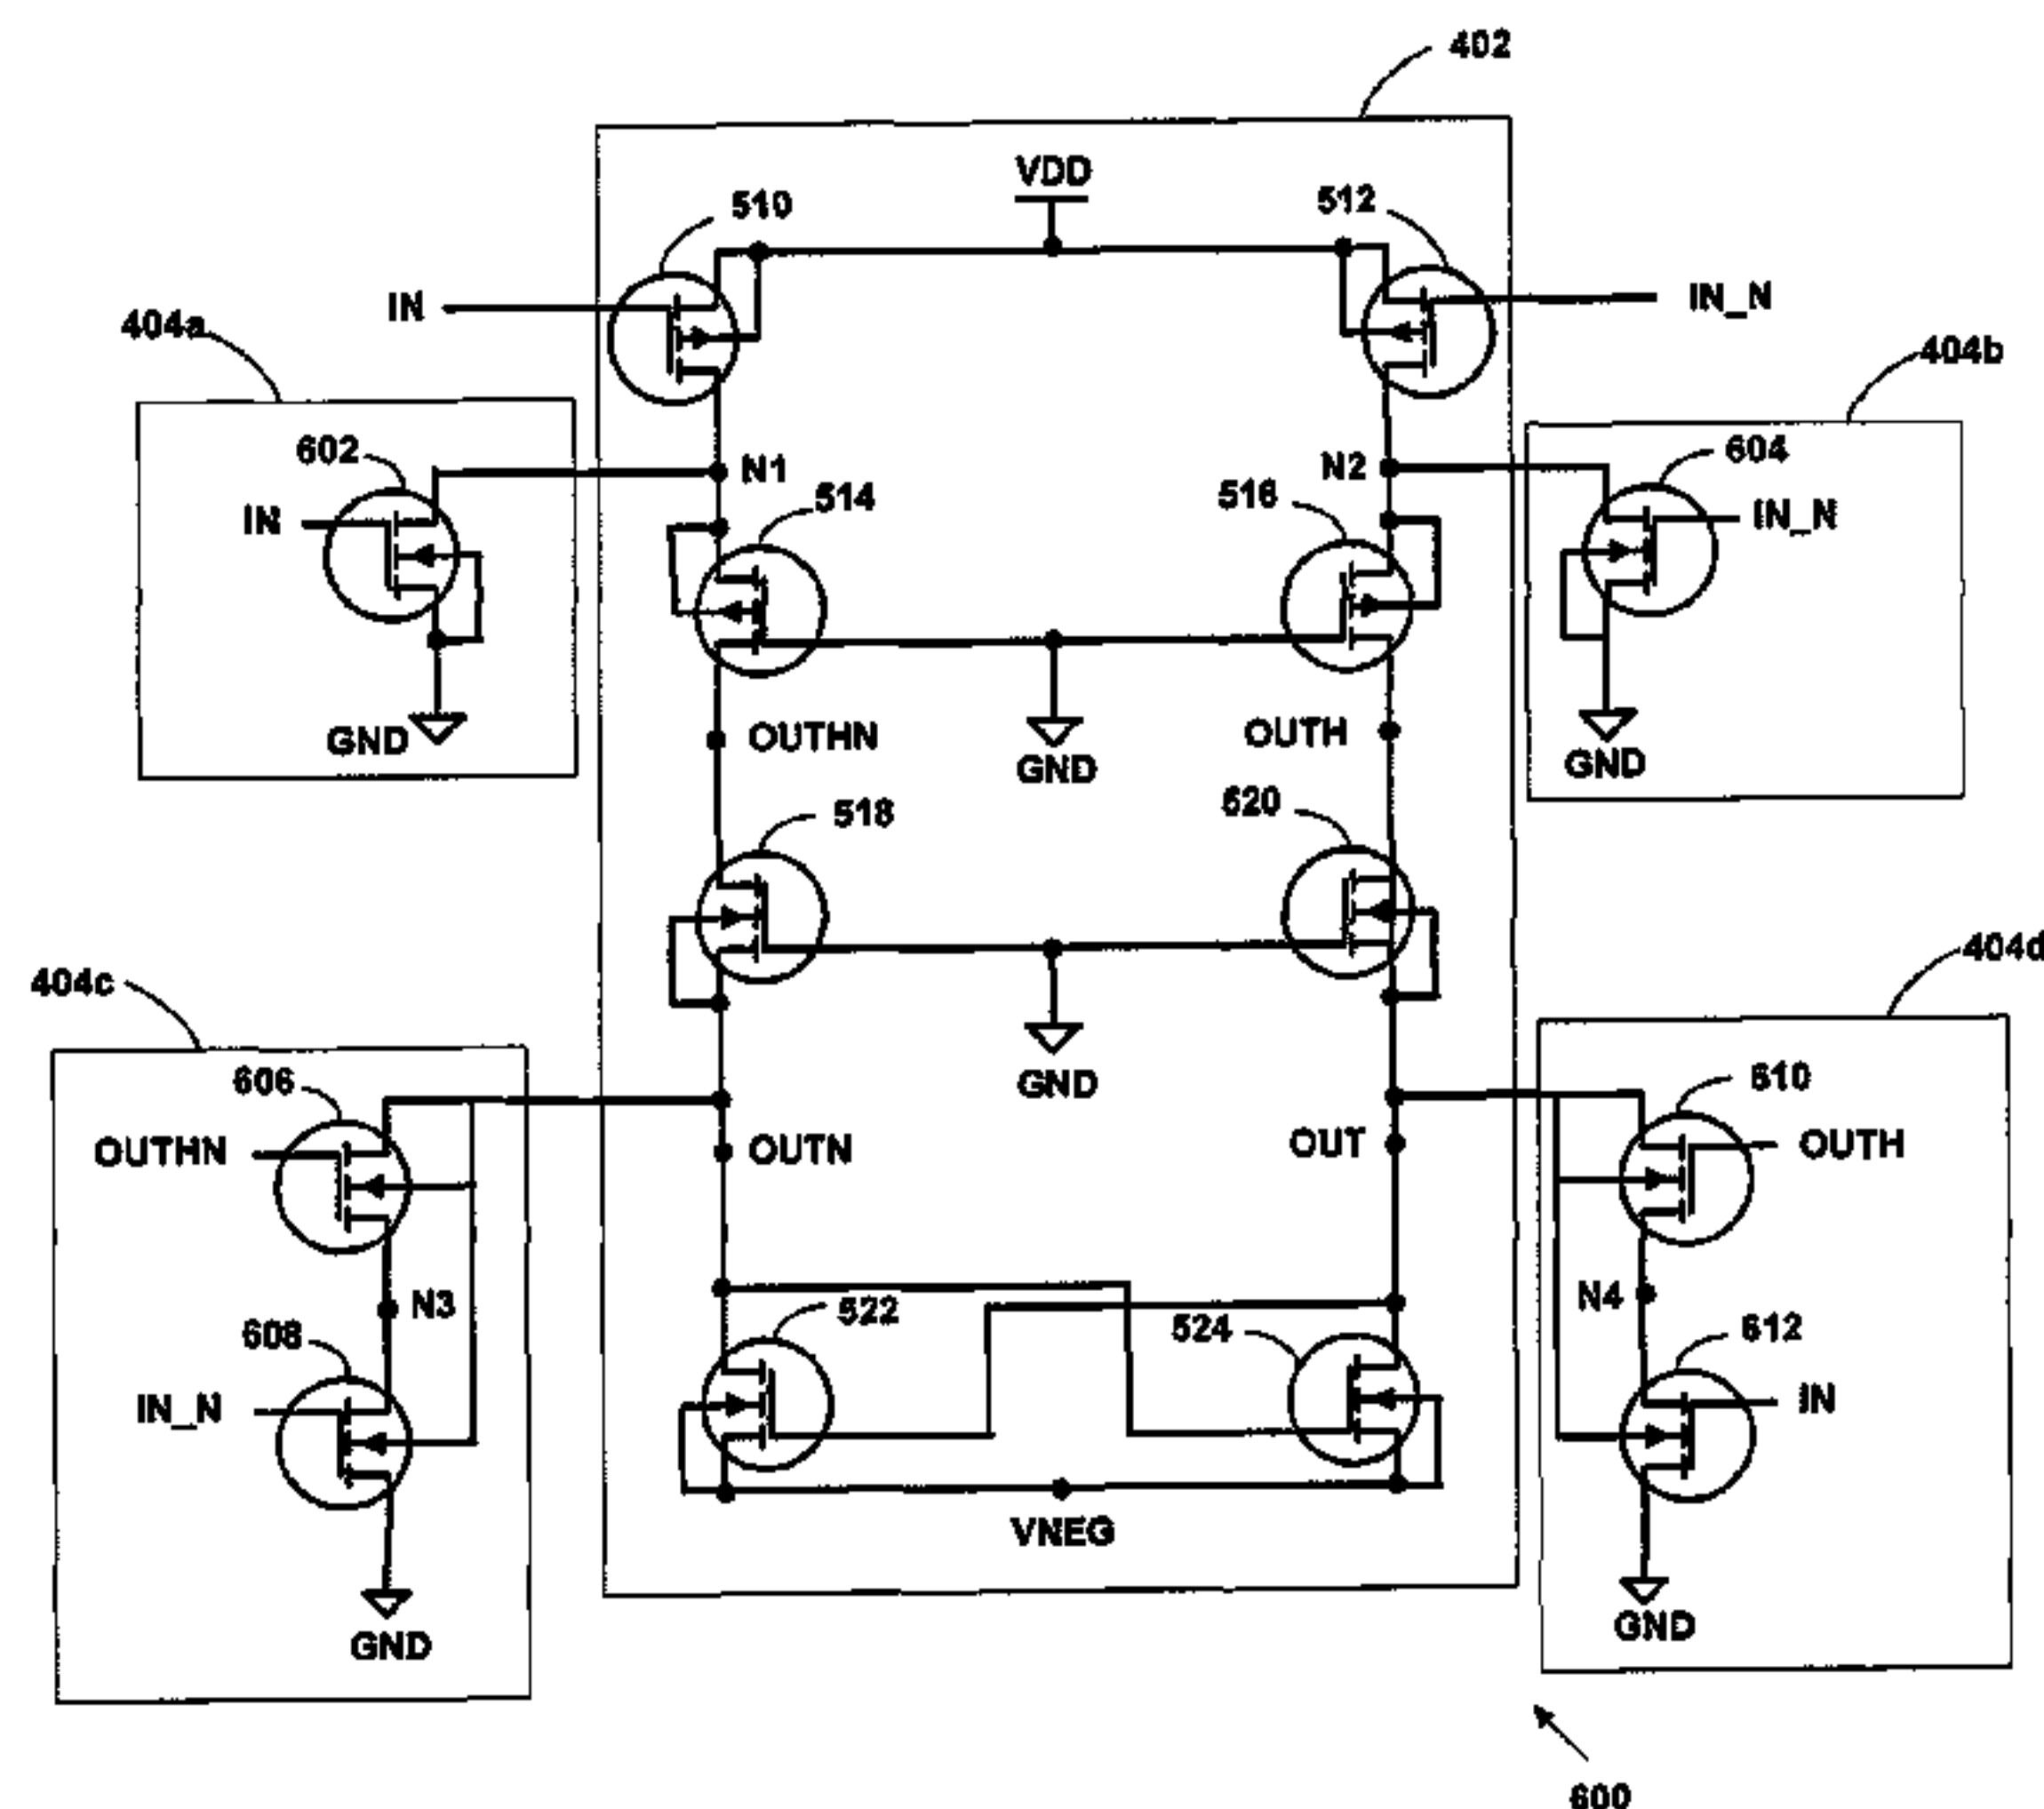 402
VDD
510
512
IN
IN_N
404a
404b
602
N1
N2
604
IN
514
516
IN_N
GND
OUTHN
OUTH
GND
GND
518
520
404c
404d
606
GND
610
OUTHN
OUTN
OUT
OUTH
N3
522
524
N4
608
612
IN_N
IN
VNEG
GND
GND
600